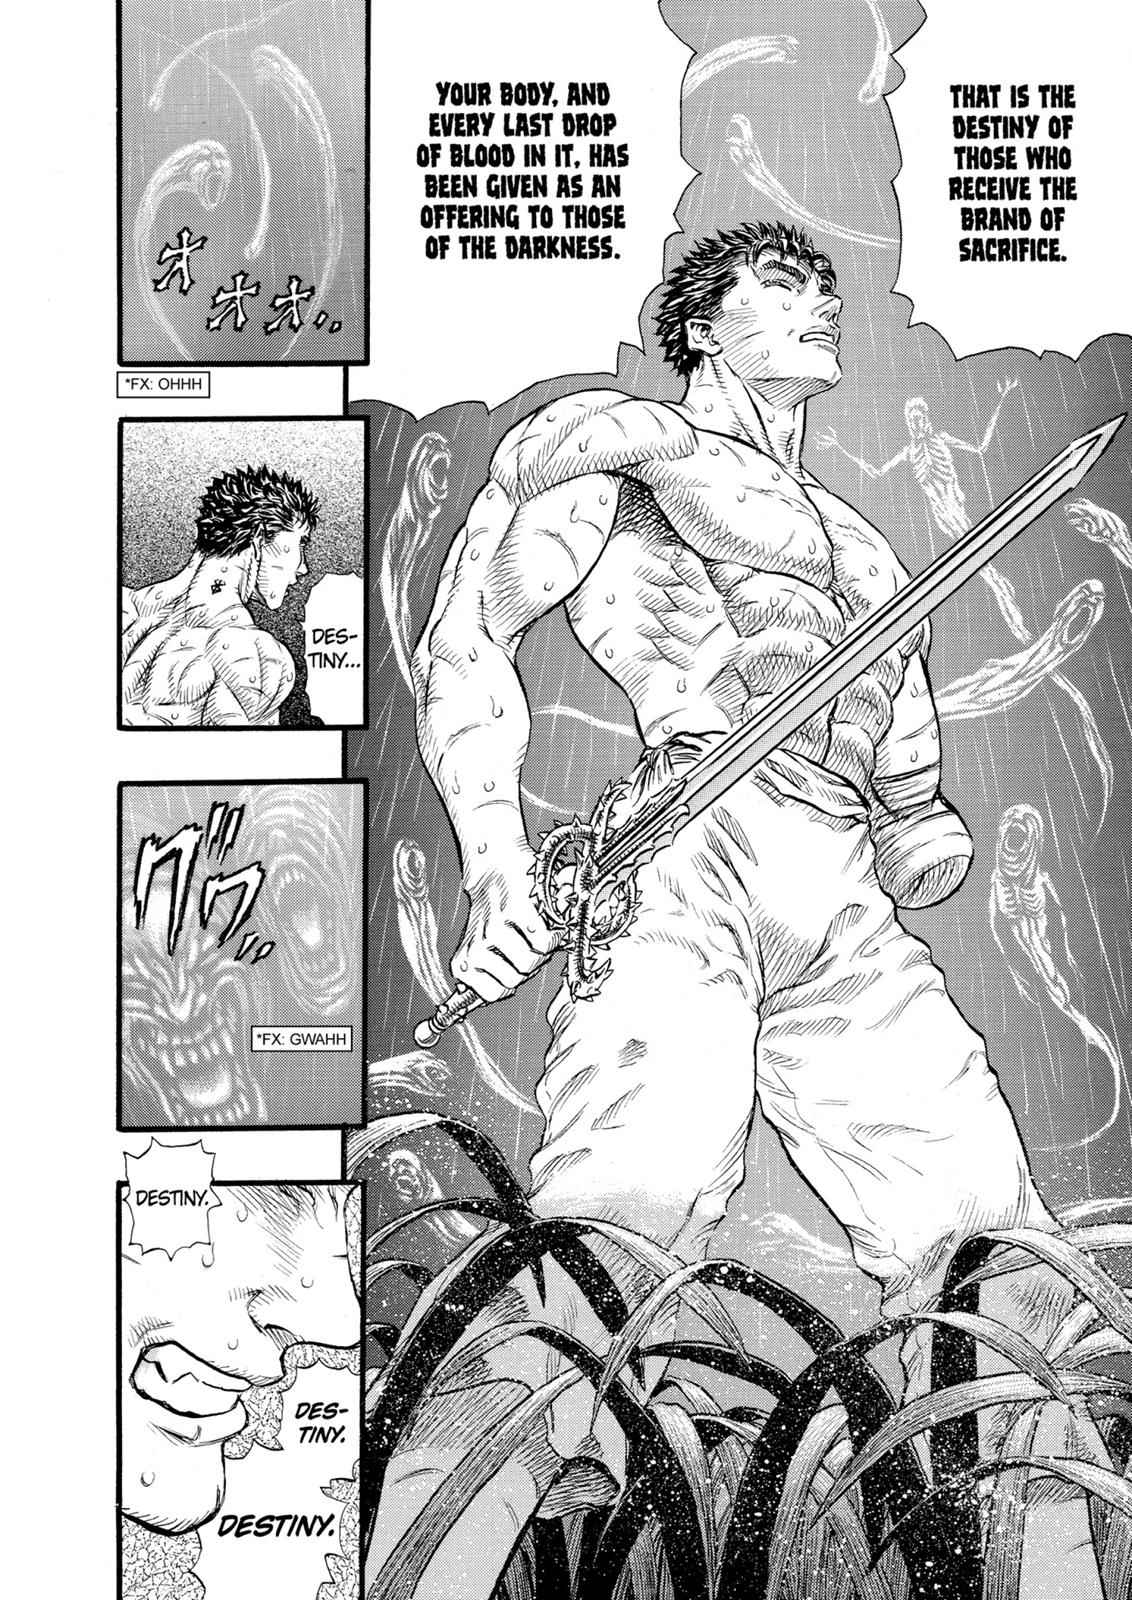 THAT IS THE
DESTINY OF
THOSE WHO
RECEIVE THE
BRAND OF
SACRIFICE.
YOUR BODY, AND
EVERY LAST DROP
OF BLOOD IN IT, HAS
BEEN GIVEN AS AN
OFFERING TO THOSE
OF THE DARKNESS.
オオオ..
*FX: OHHH
DES-
TINY...
グワッ..
*FX: GWAHH
DESTINY.
DES-
TINY.
DESTINY.